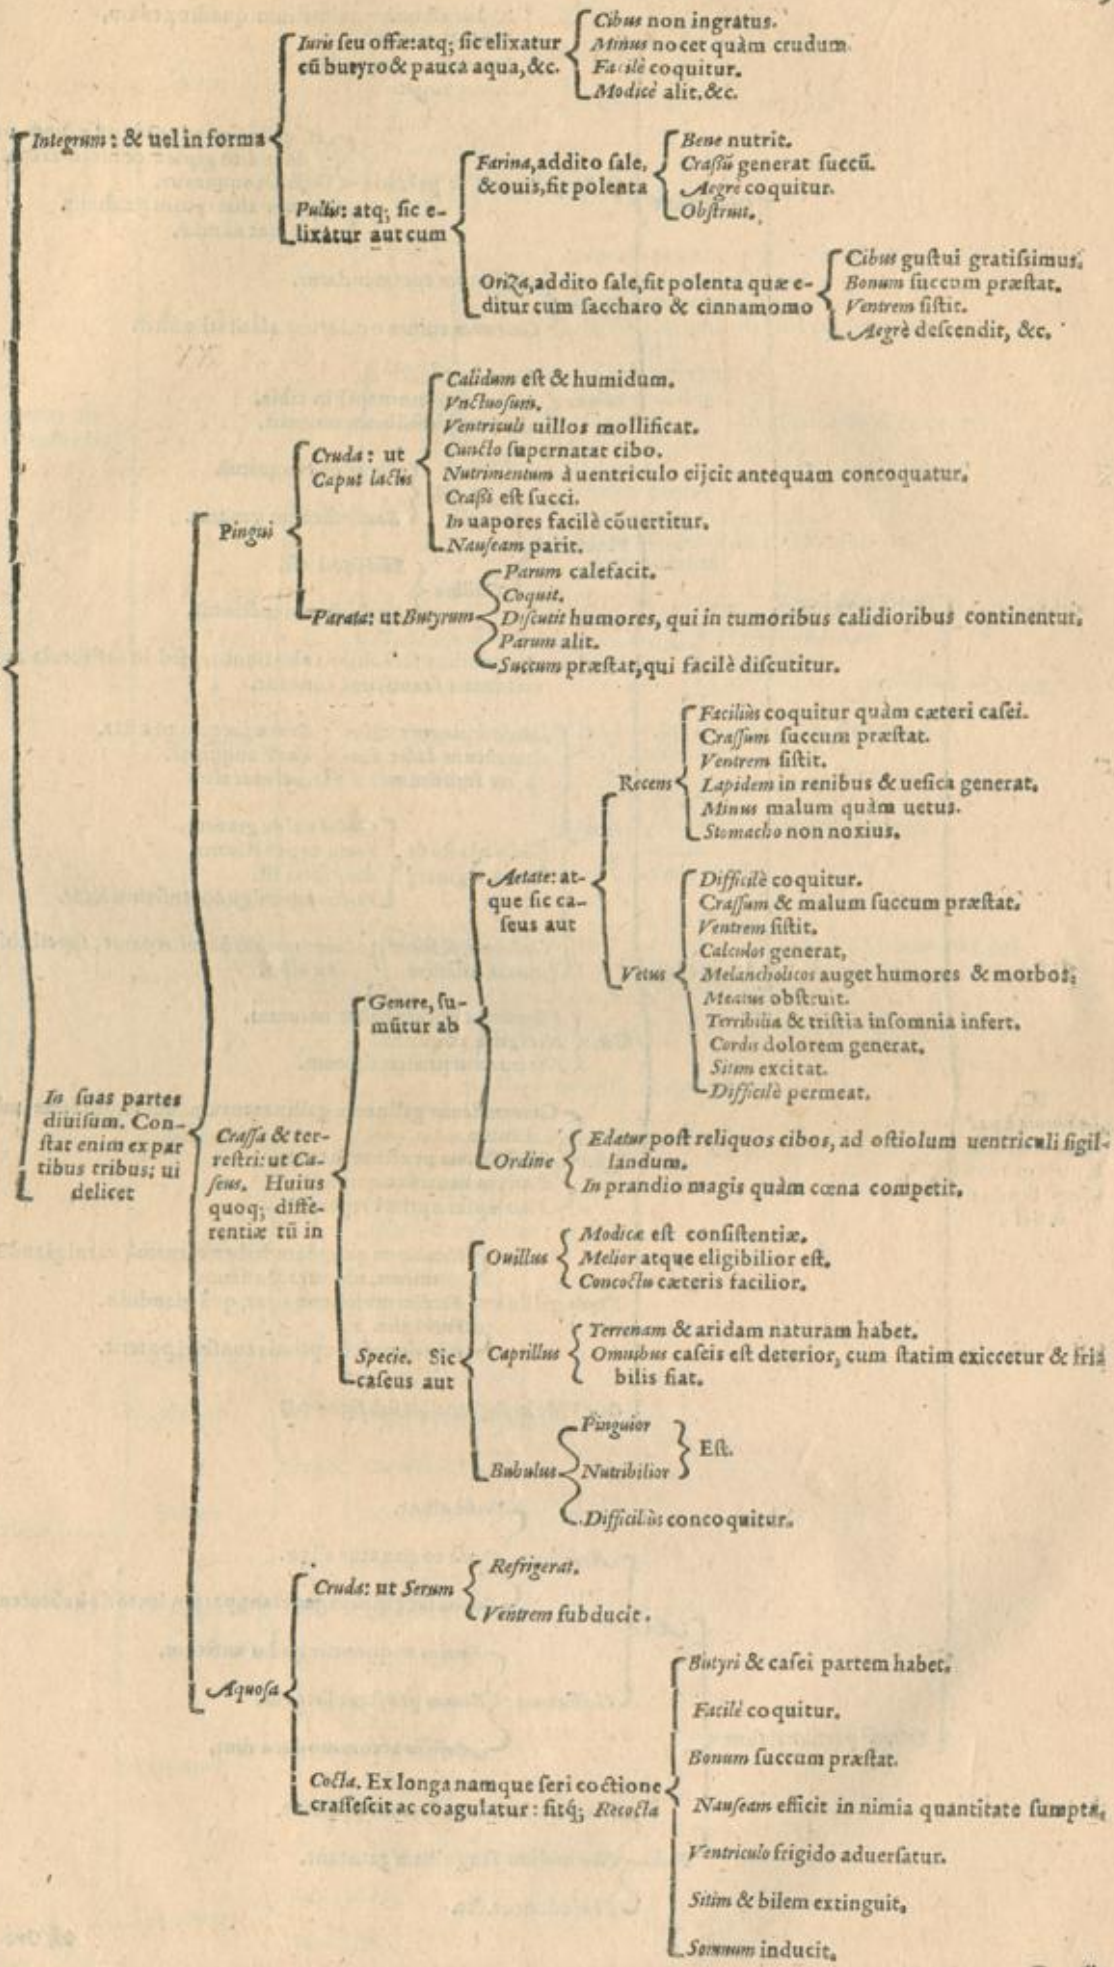 Integrum: & uel in forma
Iuris seu offæ: atq; sic elixatur
cũ butyro & pauca aqua, &c.
Cibus non ingratus.
Minus nocet quàm crudum.
Facilè coquitur.
Modicè alit, &c.
Pultis: atq; sic e-
lixatur aut cum
Farina, addito sale,
& ouis, fit polenta
Bene nutrit.
Crassũ generat succũ.
Aegrè coquitur.
Obstruit.
Oriza, addito sale, fit polenta quæ e-
ditur cum saccharo & cinnamomo
Cibus gustui gratissimus.
Bonum succum præstat.
Ventrem sistit.
Aegrè descendit, &c.
In suas partes
diuisum. Con-
stat enim ex par
tibus tribus; ui
delicet
Pingui
Cruda: ut
Caput lactis
Calidum est & humidum.
Vnctuosum.
Ventriculi uillos mollificat.
Cuncto supernatat cibo.
Nutrimentum à uentriculo eijcit antequam concoquatur.
Crassi est succi.
In uapores facilè cõuertitur.
Nauseam parit.
Parata: ut Butyrum
Parum calefacit.
Coquit.
Discutit humores, qui in tumoribus calidioribus continentur.
Parum alit.
Succum præstat, qui facilè discutitur.
Crassa & ter-
restri: ut Ca-
seus. Huius
quoq; diffe-
rentiæ tũ in
Genere, su-
mũtur ab
Aetate: at-
que sic ca-
seus aut
Recens
Faciliùs coquitur quàm cæteri casei.
Crassum succum præstat.
Ventrem sistit.
Lapidem in renibus & uesica generat.
Minus malum quàm uetus.
Stomacho non noxius.
Vetus
Difficilè coquitur.
Crassum & malum succum præstat.
Ventrem sistit.
Calculos generat.
Melancholicos auget humores & morbos.
Meatus obstruit.
Terribilia & tristia insomnia infert.
Cordis dolorem generat.
Sitim excitat.
Difficilè permeat.
Ordine
Edatur post reliquos cibos, ad ostiolum uentriculi sigil-
landum.
In prandio magis quàm cœna competit.
Specie. Sic
caseus aut
Ouillus
Modicæ est consistentiæ.
Melior atque eligibilior est.
Concoctu cæteris facilior.
Caprillus
Terrenam & aridam naturam habet.
Omnibus caseis est deterior, cum statim exiccetur & fria
bilis fiat.
Bubulus
Pinguior
Nutribilior
Est.
Difficiliùs concoquitur.
Aquosa
Cruda: ut Serum
Refrigerat.
Ventrem subducit.
Cocta. Ex longa namque seri coctione
crassescit ac coagulatur: fitq́; Recocta
Butyri & casei partem habet.
Facilè coquitur.
Bonum succum præstat.
Nauseam efficit in nimia quantitate sumpta.
Ventriculo frigido aduersatur.
Sitim & bilem extinguit.
Somnum inducit.